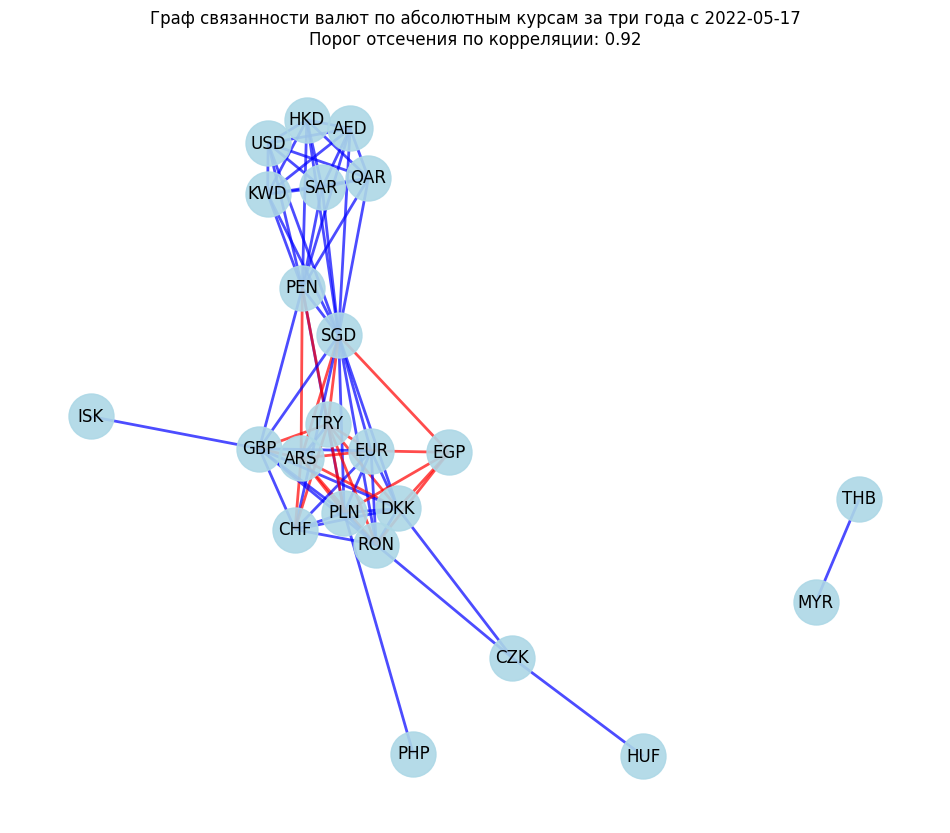 Граф связанности валют по абсолютным курсам за три года с 2022-05-17
Порог отсечения по корреляции: 0.92
HKD
AED
USD
QAR
SAR
KWD
PEN
SGD
ISK
TRY
GBP
EUR
EGP
ARS
THB
DKK
PLN
CHF
RON
MYR
CZK
PHP
HUF